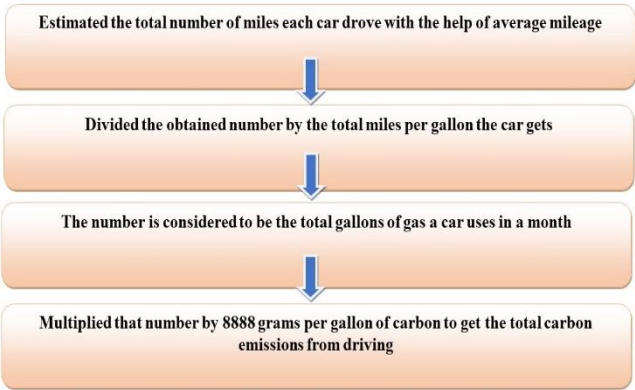 Estimated the total number of miles each car drove with the help of average mileage
Divided the obtained number by the total miles per gallon the car gets
The number is considered to be the total gallons of gas a car uses in a month
Multiplied that number by 8888 grams per gallon of carbon to get the total carbon
emissions from driving